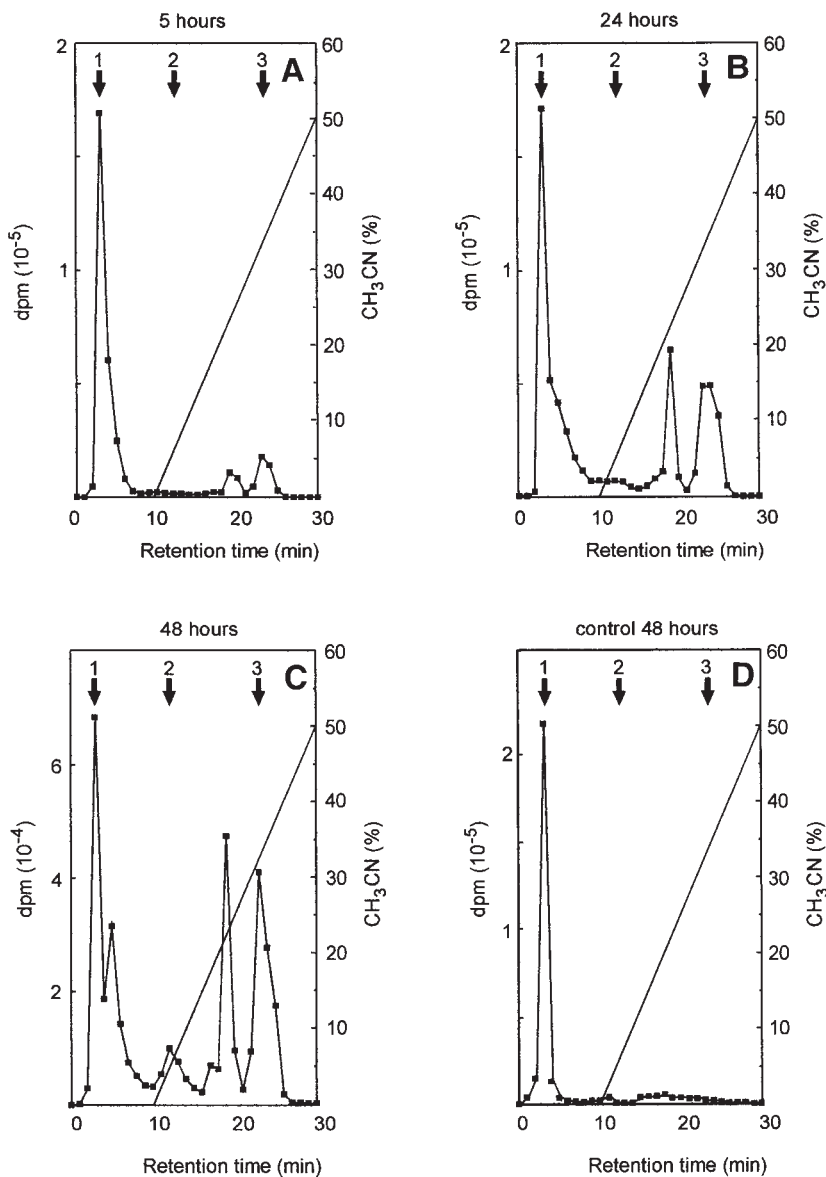 5 hours
A
1 2 3
2
1
dpm (10⁻⁵)
60
50
40
30
20
10
CH₃CN (%)
0 10 20 30
Retention time (min)
24 hours
B
1 2 3
2
1
dpm (10⁻⁵)
60
50
40
30
20
10
CH₃CN (%)
0 10 20 30
Retention time (min)
48 hours
C
1 2 3
6
4
2
dpm (10⁻⁴)
60
50
40
30
20
10
CH₃CN (%)
0 10 20 30
Retention time (min)
control 48 hours
D
1 2 3
2
1
dpm (10⁻⁵)
60
50
40
30
20
10
CH₃CN (%)
0 10 20 30
Retention time (min)